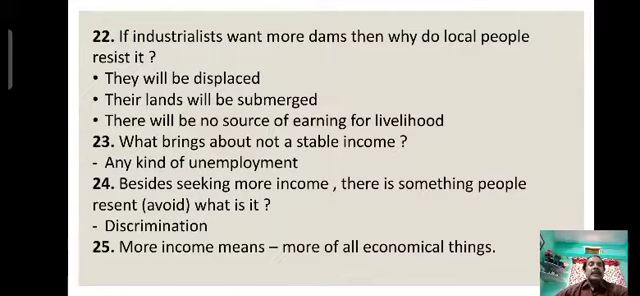 22. If industrialists want more dams then why do local people
resist it ?
• They will be displaced
• Their lands will be submerged
• There will be no source of earning for livelihood
23. What brings about not a stable income ?
- Any kind of unemployment
24. Besides seeking more income , there is something people
resent (avoid) what is it ?
- Discrimination
25. More income means – more of all economical things.